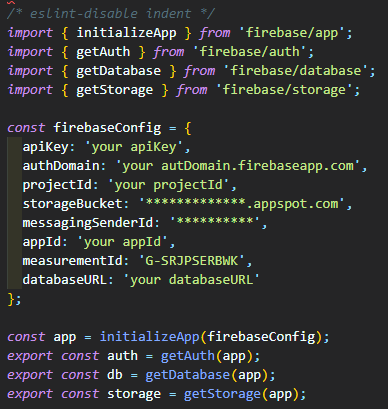 /* eslint-disable indent */
import { initializeApp } from 'firebase/app';
import { getAuth } from 'firebase/auth';
import { getDatabase } from 'firebase/database';
import { getStorage } from 'firebase/storage';
const firebaseConfig = {
apiKey: 'your apiKey',
authDomain: 'your autDomain.firebaseapp.com',
projectId: 'your projectId',
storageBucket: '*************.appspot.com',
messagingSenderId: '**********',
appId: 'your appId',
measurementId: 'G-SRJPSERBWK',
databaseURL: 'your databaseURL'
};
const app = initializeApp(firebaseConfig);
export const auth = getAuth(app);
export const db = getDatabase(app);
export const storage = getStorage(app);